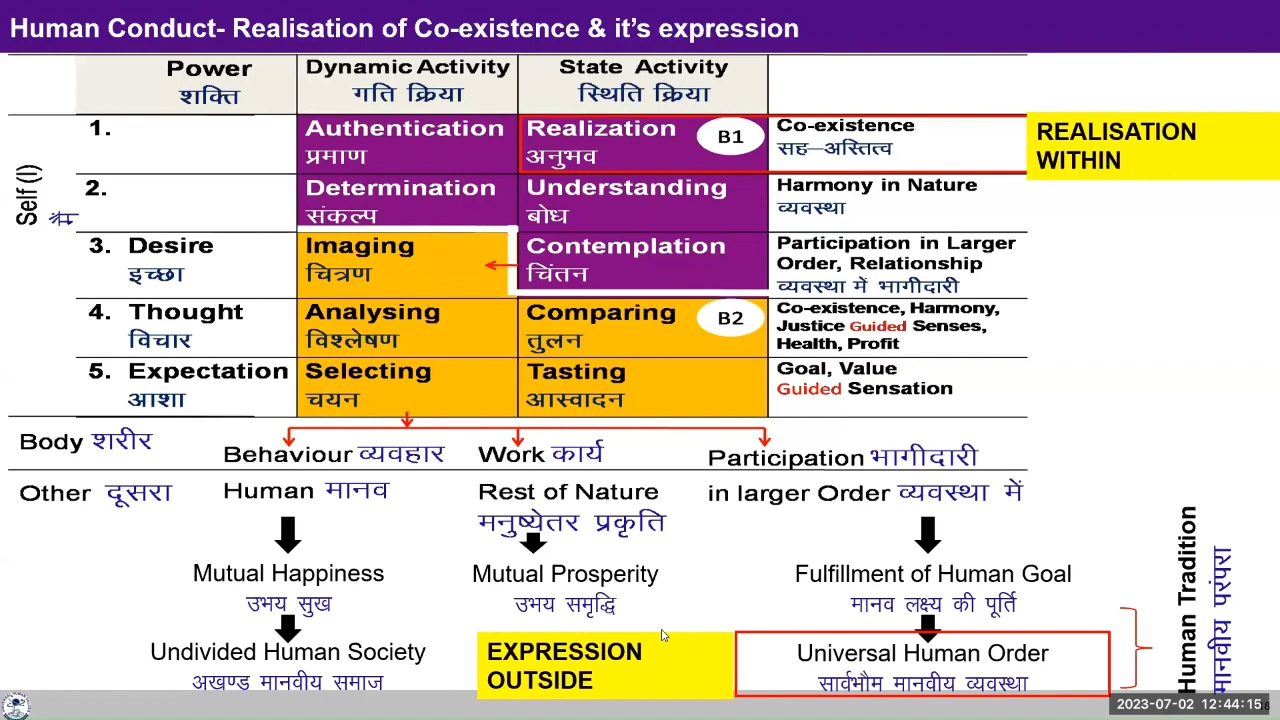 Human Conduct- Realisation of Co-existence & it's expression
Power
शक्ति
Dynamic Activity
गति क्रिया
State Activity
स्थिति क्रिया
Self (I)
मैं
1.
Authentication
प्रमाण
Realization
अनुभव
B1
Co-existence
सह–अस्तित्व
REALISATION
WITHIN
2.
Determination
संकल्प
Understanding
बोध
Harmony in Nature
व्यवस्था
3. Desire
इच्छा
Imaging
चित्रण
Contemplation
चिंतन
Participation in Larger
Order, Relationship
व्यवस्था में भागीदारी
4. Thought
विचार
Analysing
विश्लेषण
Comparing
तुलन
B2
Co-existence, Harmony,
Justice Guided Senses,
Health, Profit
5. Expectation
आशा
Selecting
चयन
Tasting
आस्वादन
Goal, Value
Guided Sensation
Body शरीर
Behaviour व्यवहार
Work कार्य
Participation भागीदारी
Other दूसरा
Human मानव
Rest of Nature
मनुष्येतर प्रकृति
in larger Order व्यवस्था में
Mutual Happiness
उभय सुख
Mutual Prosperity
उभय समृद्धि
Fulfillment of Human Goal
मानव लक्ष्य की पूर्ति
Undivided Human Society
अखण्ड मानवीय समाज
EXPRESSION
OUTSIDE
Universal Human Order
सार्वभौम मानवीय व्यवस्था
Human Tradition
मानवीय परंपरा
2023-07-02 12:44:15